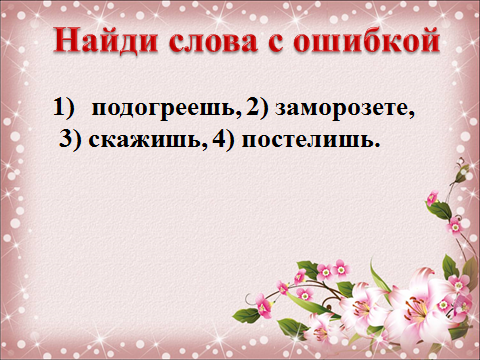 Найди слова с ошибкой
1) подогреешь, 2) заморозете,
3) скажишь, 4) постелишь.